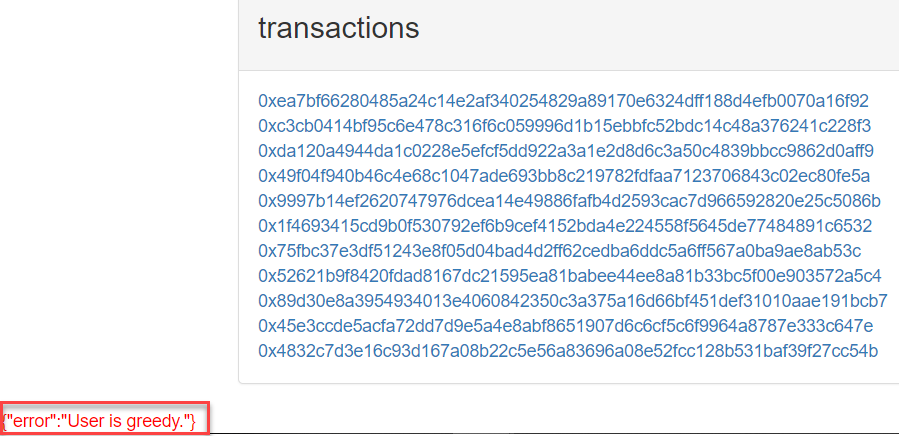 transactions
0xea7bf66280485a24c14e2af340254829a89170e6324dff188d4efb0070a16f92
0xc3cb0414bf95c6e478c316f6c059996d1b15ebbfc52bdc14c48a376241c228f3
0xda120a4944da1c0228e5efcf5dd922a3a1e2d8d6c3a50c4839bbcc9862d0aff9
0x49f04f940b46c4e68c1047ade693bb8c219782fdfaa7123706843c02ec80fe5a
0x9997b14ef2620747976dcea14e49886fafb4d2593cac7d966592820e25c5086b
0x1f4693415cd9b0f530792ef6b9cef4152bda4e224558f5645de77484891c6532
0x75fbc37e3df51243e8f05d04bad4d2ff62cedba6ddc5a6ff567a0ba9ae8ab53c
0x52621b9f8420fdad8167dc21595ea81babee44ee8a81b33bc5f00e903572a5c4
0x89d30e8a3954934013e4060842350c3a375a16d66bf451def31010aae191bcb7
0x45e3ccde5acfa72dd7d9e5a4e8abf8651907d6c6cf5c6f9964a8787e333c647e
0x4832c7d3e16c93d167a08b22c5e56a83696a08e52fcc128b531baf39f27cc54b
{"error":"User is greedy."}